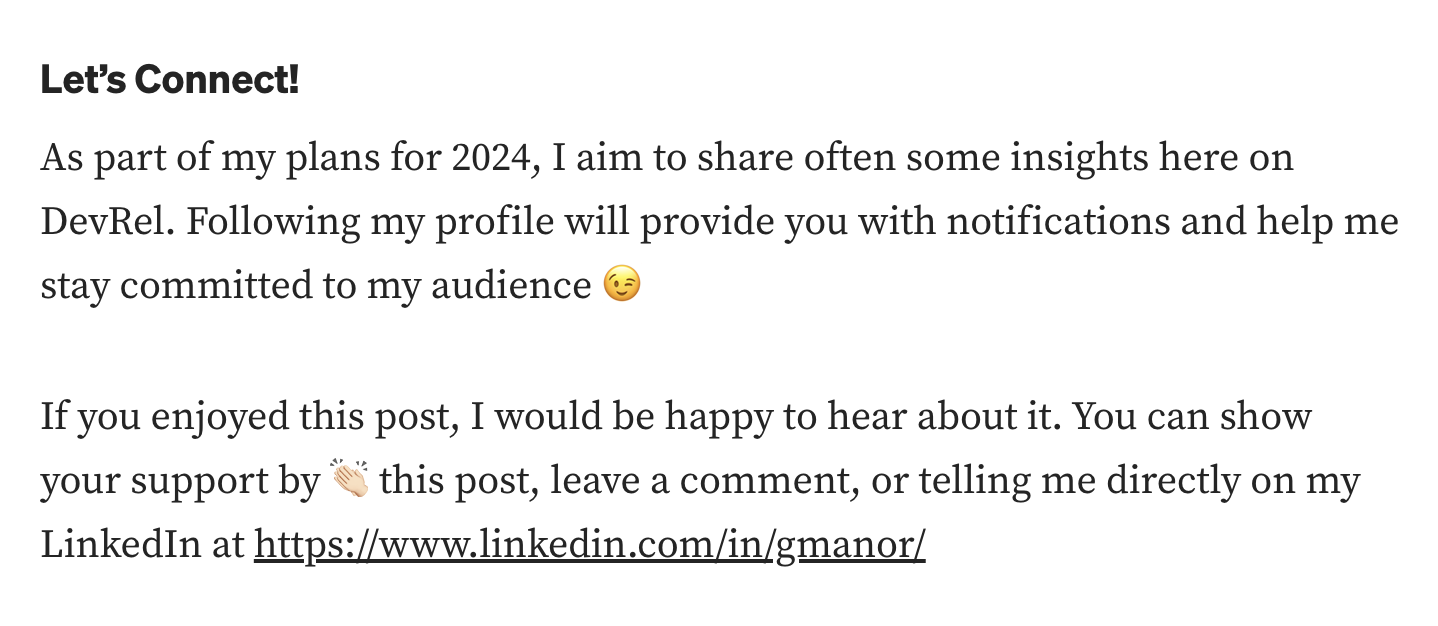 Let’s Connect!
As part of my plans for 2024, I aim to share often some insights here on
DevRel. Following my profile will provide you with notifications and help me
stay committed to my audience 😉
If you enjoyed this post, I would be happy to hear about it. You can show
your support by 👏🏻 this post, leave a comment, or telling me directly on my
LinkedIn at https://www.linkedin.com/in/gmanor/